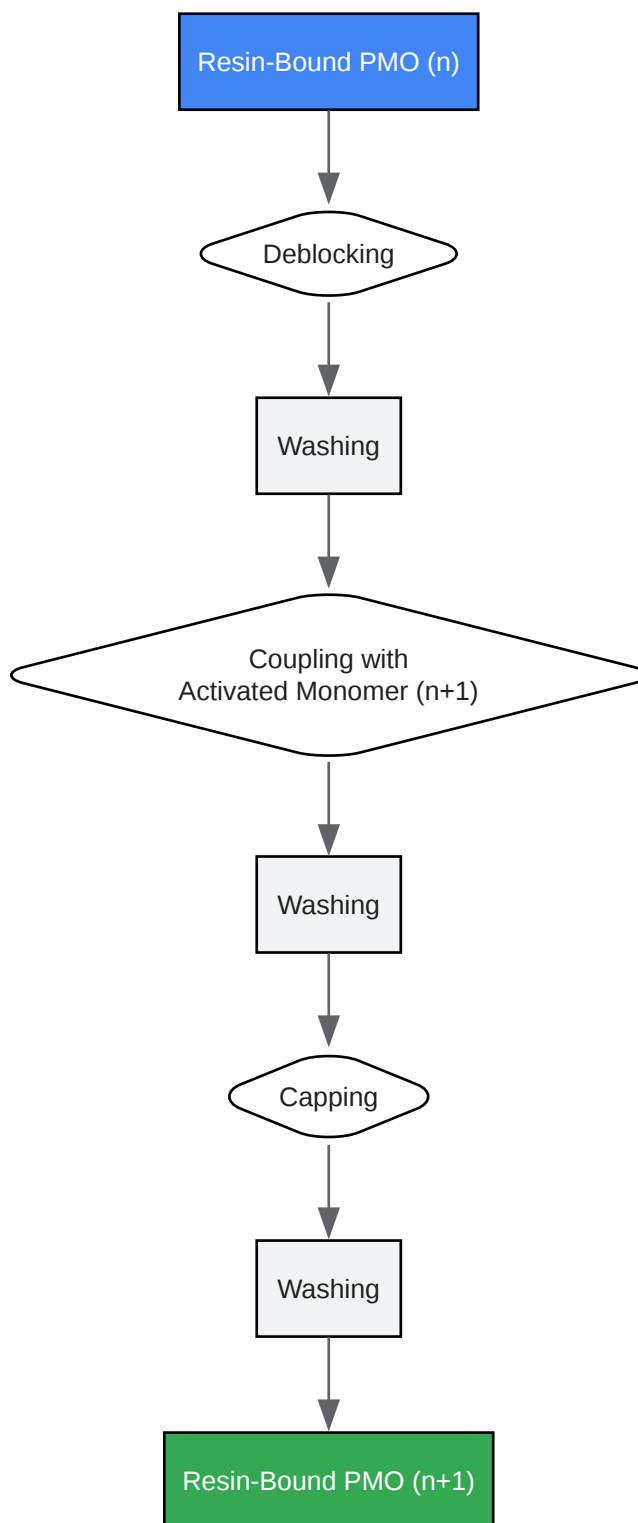 Resin-Bound PMO (n)
Deblocking
Washing
Coupling with
Activated Monomer (n+1)
Washing
Capping
Washing
Resin-Bound PMO (n+1)